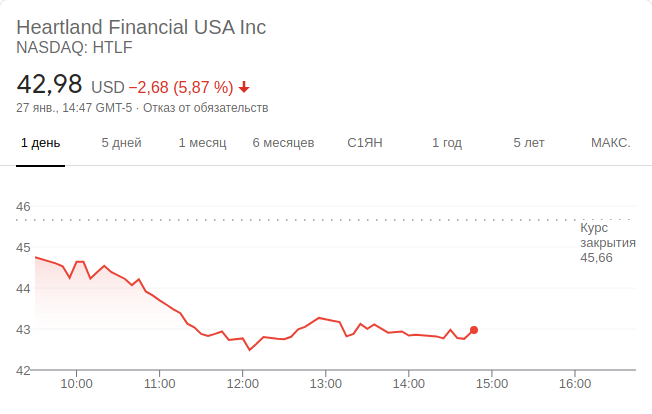 Heartland Financial USA Inc
NASDAQ: HTLF
42,98 USD −2,68 (5,87 %)
27 янв., 14:47 GMT-5 · Отказ от обязательств
1 день 5 дней 1 месяц 6 месяцев С1ЯН 1 год 5 лет МАКС.
46
Курс
закрытия
45
45,66
44
43
42
10:00 11:00 12:00 13:00 14:00 15:00 16:00